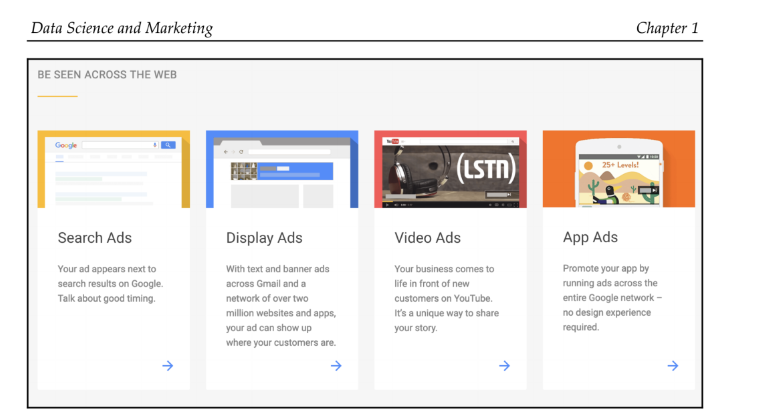 Data Science and Marketing Chapter 1
BE SEEN ACROSS THE WEB
Google
YouTube
(LSTN)
25+ Levels!
Search Ads
Your ad appears next to
search results on Google.
Talk about good timing.
Display Ads
With text and banner ads
across Gmail and a
network of over two
million websites and apps,
your ad can show up
where your customers are.
Video Ads
Your business comes to
life in front of new
customers on YouTube.
It's a unique way to share
your story.
App Ads
Promote your app by
running ads across the
entire Google network –
no design experience
required.